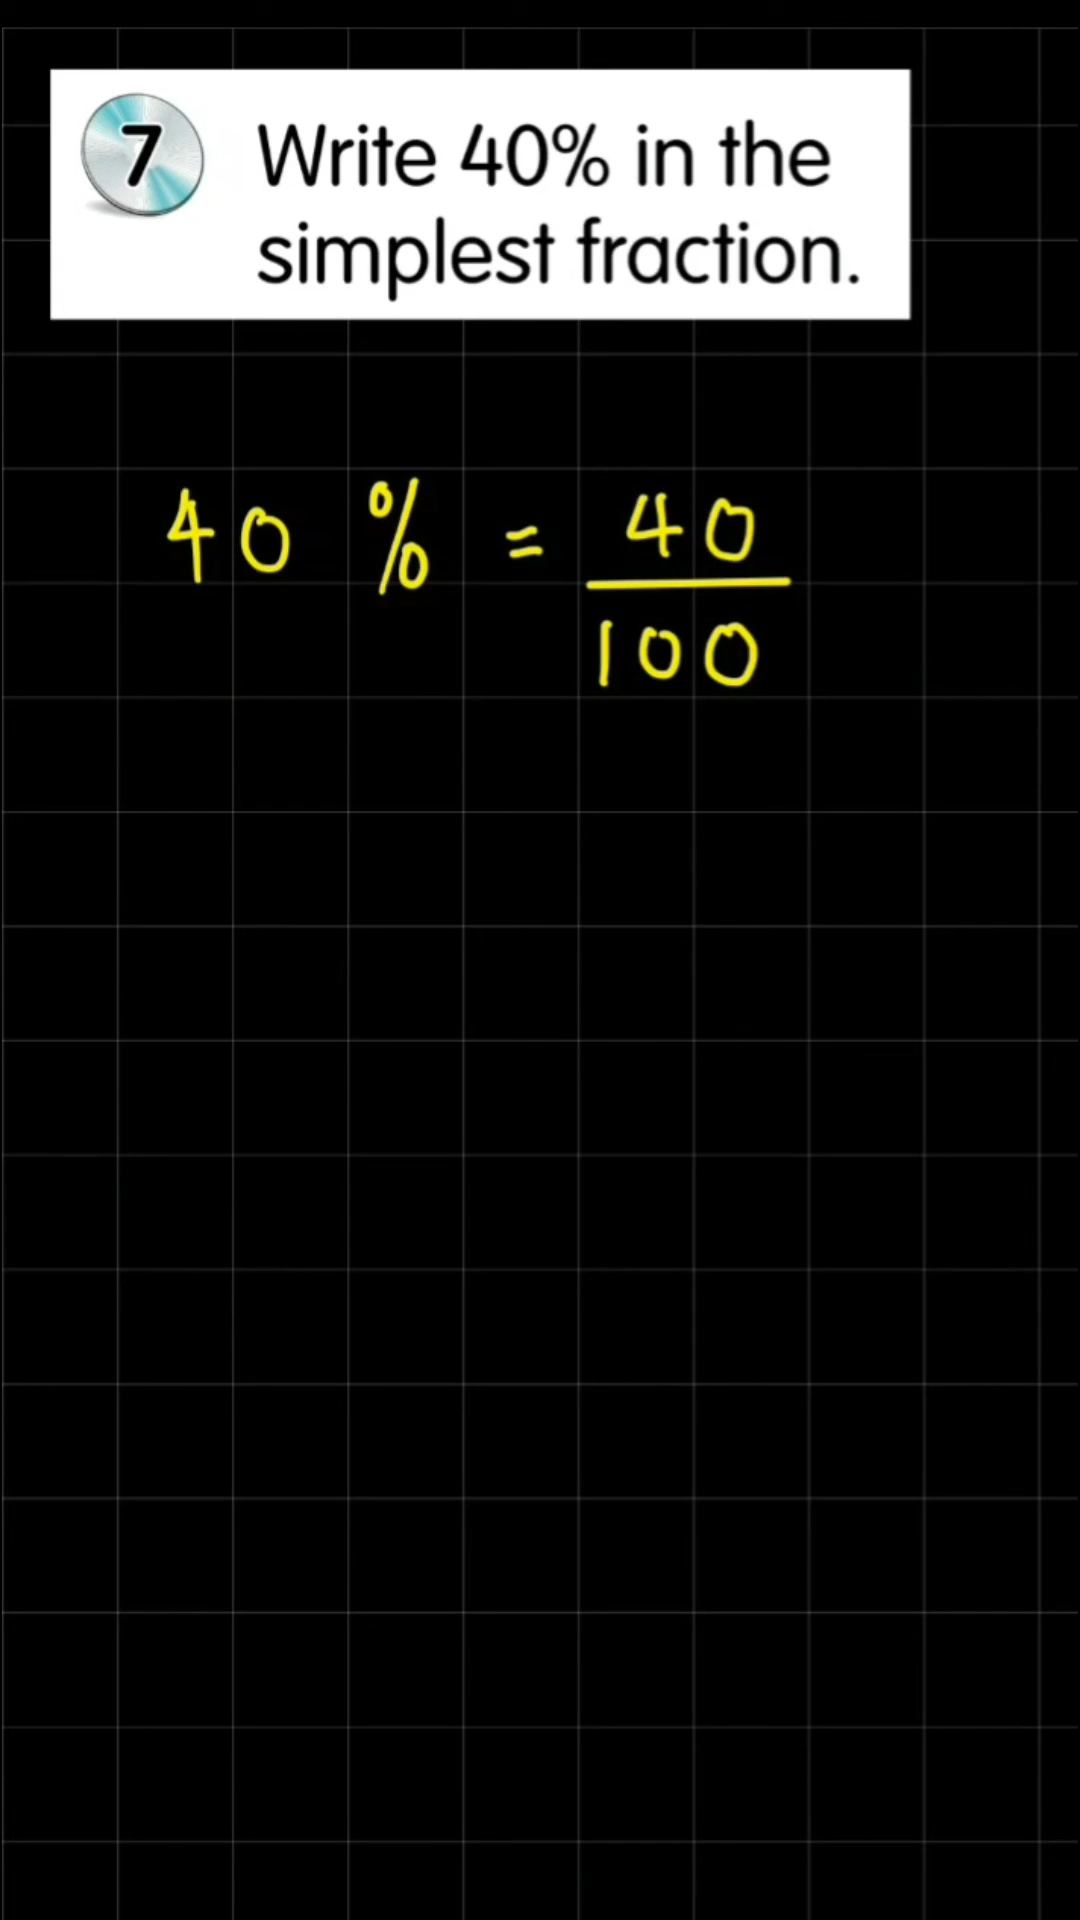 7 Write 40% in the
simplest fraction.
40 % = 40
100